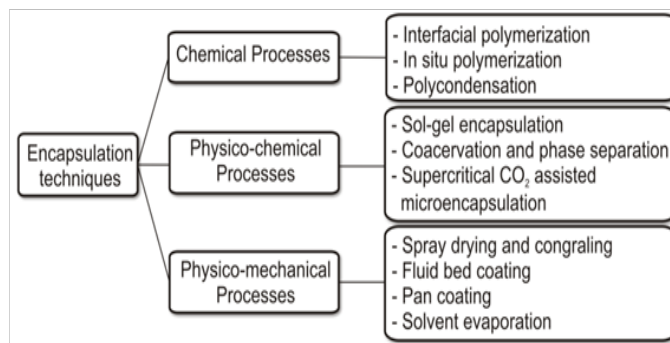 Chemical Processes
- Interfacial polymerization
- In situ polymerization
- Polycondensation
Encapsulation
techniques
Physico-chemical
Processes
- Sol-gel encapsulation
- Coacervation and phase separation
- Supercritical CO₂ assisted
microencapsulation
Physico-mechanical
Processes
- Spray drying and congraling
- Fluid bed coating
- Pan coating
- Solvent evaporation